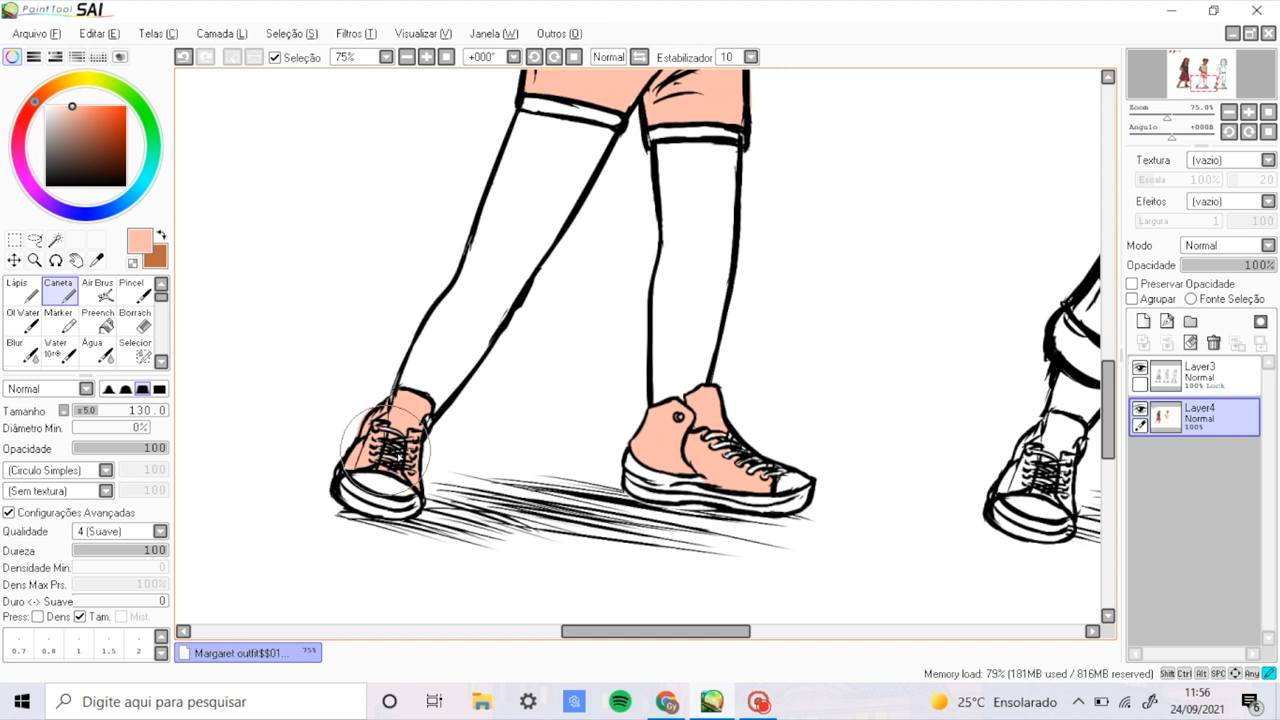 PaintTool SAI
Arquivo (F) Editar (E) Telas (C) Camada (L) Seleção (S) Filtros (T) Visualizar (V) Janela (W) Outros (O)
Seleção 75% +000° Normal Estabilizador 10
Zoom 75.0%
Angulo +000δ
Textura (vazio)
Escala 100% 20
Efeitos (vazio)
Largura 1 100
Modo Normal
Opacidade 100%
Preservar Opacidade
Agrupar Fonte Seleção
Layer3
Normal
100% Lock
Layer4
Normal
100%
Lápis Caneta Air Brus Pincel
Oil Water Marker Preench Borrach
Blur Water Água Selecior
Normal
Tamanho x 5.0 130.0
Diâmetro Min. 0%
Opacidade 100
(Circulo Simples) 100
(Sem textura) 100
Configurações Avançadas
Qualidade 4 (Suave)
Dureza 100
Densidade Min. 0
Dens Max Prs. 100%
Duro <-> Suave 0
Press: Dens Tam. Mist.
0.7 0.8 1 1.5 2
Margaret outfit$$01... 75%
Memory load: 79% (181MB used / 816MB reserved) Shift Ctrl Alt SPC Any
Digite aqui para pesquisar
25°C Ensolarado
11:56
24/09/2021
6